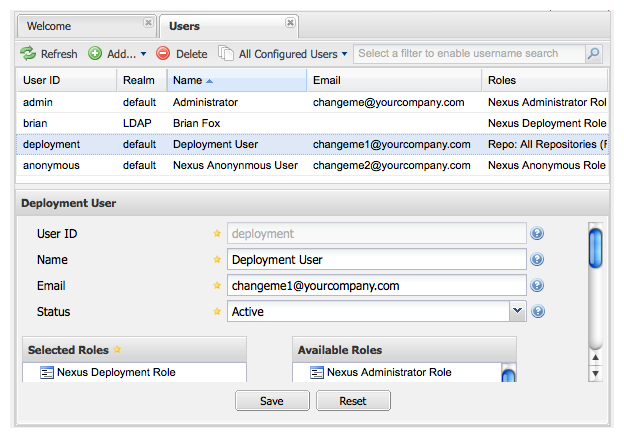 Welcome Users
Refresh Add... Delete All Configured Users Select a filter to enable username search
User ID Realm Name Email Roles
admin default Administrator changeme@yourcompany.com Nexus Administrator Rol
brian LDAP Brian Fox Nexus Deployment Role
deployment default Deployment User changeme1@yourcompany.com Repo: All Repositories (F
anonymous default Nexus Anonynmous User changeme2@yourcompany.com Nexus Anonymous Role
Deployment User
User ID deployment
Name Deployment User
Email changeme1@yourcompany.com
Status Active
Selected Roles Available Roles
Nexus Deployment Role Nexus Administrator Role
Save Reset